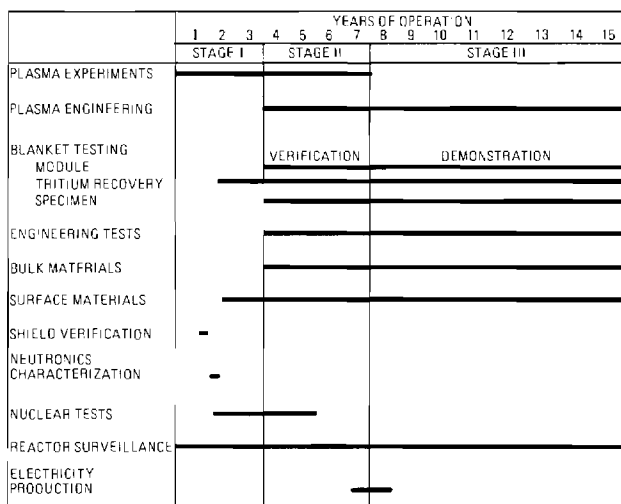 YEARS OF OPERATION
1 2 3 4 5 6 7 8 9 10 11 12 13 14 15
STAGE I STAGE II STAGE III
PLASMA EXPERIMENTS
PLASMA ENGINEERING
BLANKET TESTING
VERIFICATION DEMONSTRATION
MODULE
TRITIUM RECOVERY
SPECIMEN
ENGINEERING TESTS
BULK MATERIALS
SURFACE MATERIALS
SHIELD VERIFICATION
NEUTRONICS
CHARACTERIZATION
NUCLEAR TESTS
REACTOR SURVEILLANCE
ELECTRICITY
PRODUCTION